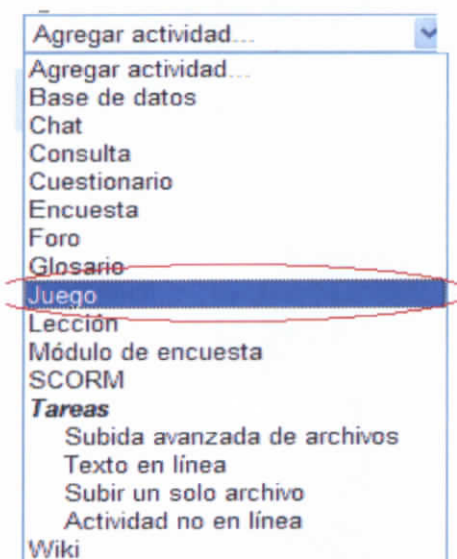 Agregar actividad...
Agregar actividad...
Base de datos
Chat
Consulta
Cuestionario
Encuesta
Foro
Glosario
Juego
Lección
Módulo de encuesta
SCORM
Tareas
Subida avanzada de archivos
Texto en línea
Subir un solo archivo
Actividad no en línea
Wiki